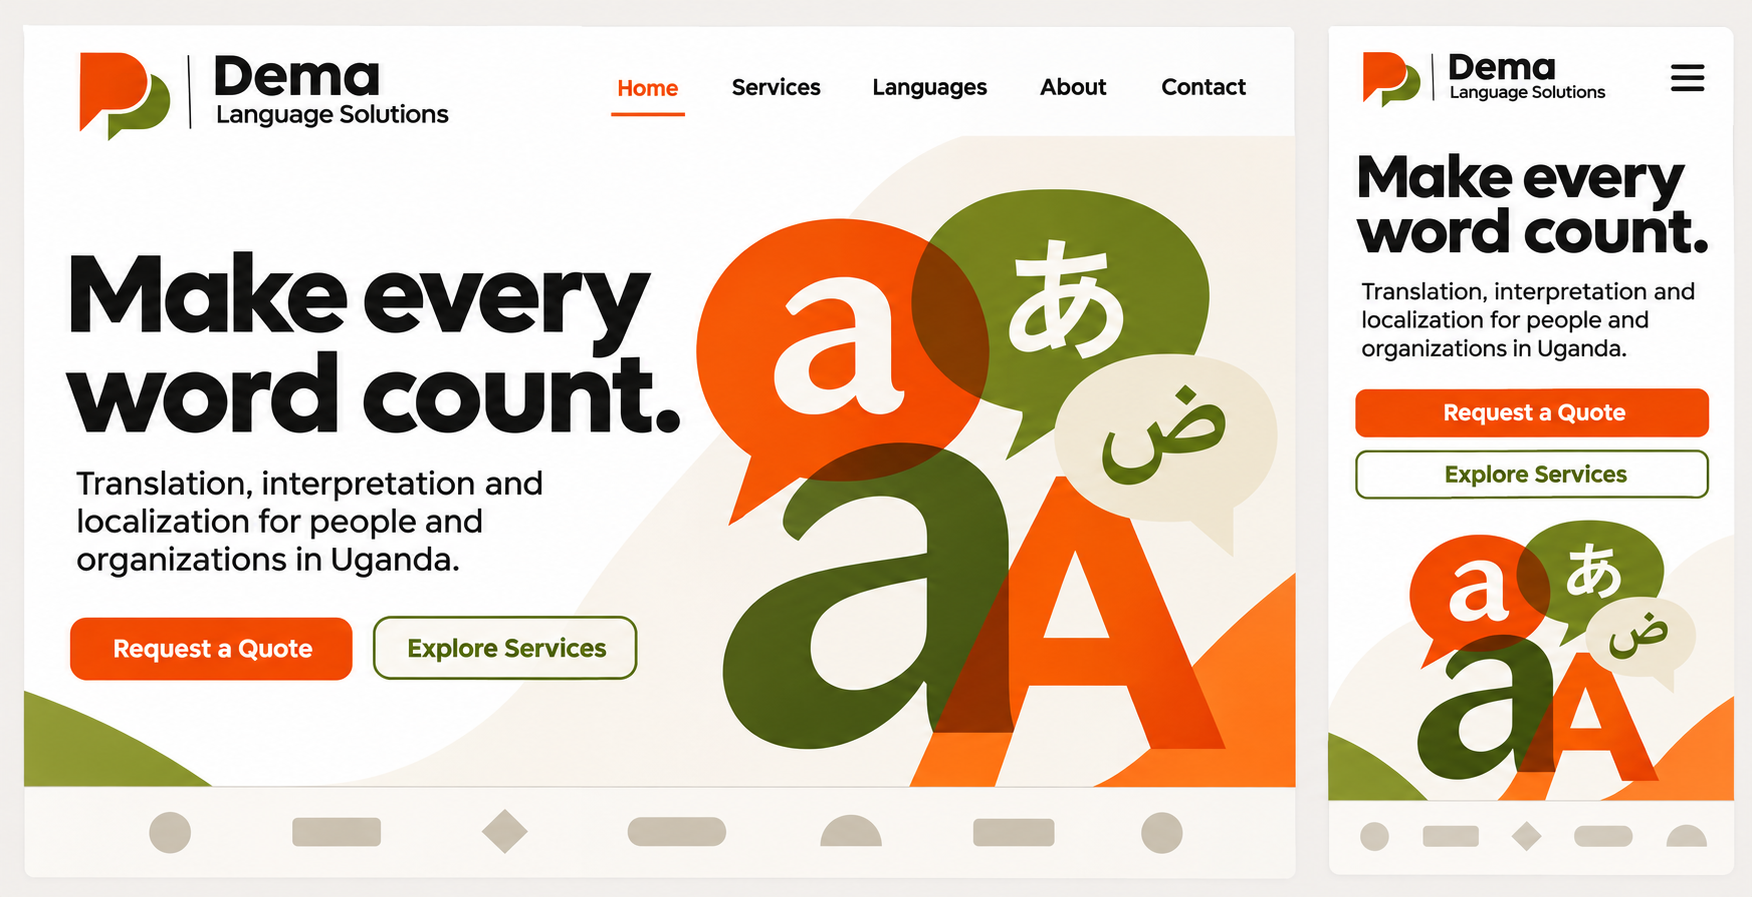 Dema
Language Solutions
Home Services Languages About Contact
Make every
word count.
Translation, interpretation and
localization for people and
organizations in Uganda.
Request a Quote Explore Services
a
あ
ض
a
A
Dema
Language Solutions
Make every
word count.
Translation, interpretation and
localization for people and
organizations in Uganda.
Request a Quote
Explore Services
a
あ
ض
a
A